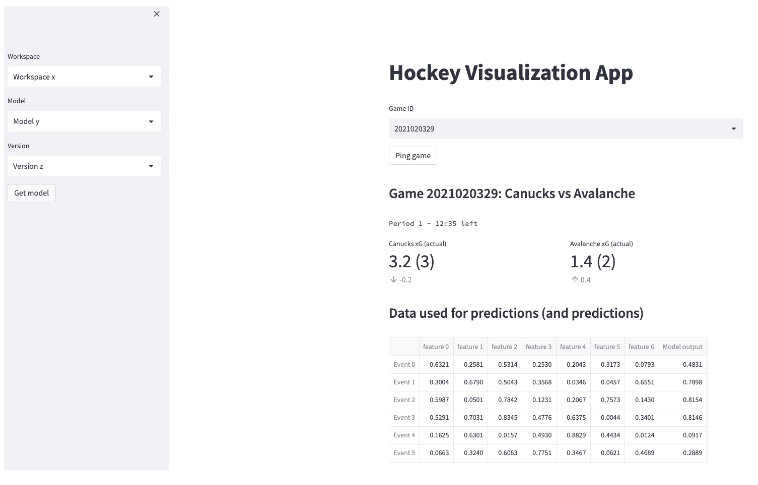 Workspace
Workspace x
Model
Model y
Version
Version z
Get model
Hockey Visualization App
Game ID
2021020329
Ping game
Game 2021020329: Canucks vs Avalanche
Period 1 - 12:35 left
Canucks xG (actual) Avalanche xG (actual)
3.2 (3) 1.4 (2)
-0.2 0.4
Data used for predictions (and predictions)
feature 0 feature 1 feature 2 feature 3 feature 4 feature 5 feature 6 Model output
Event 0 0.6321 0.2581 0.5314 0.2530 0.2043 0.3173 0.0793 0.4831
Event 1 0.3004 0.6790 0.5043 0.3568 0.0346 0.0457 0.6551 0.7898
Event 2 0.5987 0.0501 0.7842 0.1231 0.2067 0.7573 0.1430 0.8154
Event 3 0.5291 0.7031 0.8345 0.4776 0.6375 0.0044 0.3401 0.8146
Event 4 0.1625 0.6301 0.0157 0.4930 0.8829 0.4434 0.0124 0.0917
Event 5 0.0663 0.3240 0.6063 0.7751 0.3467 0.0621 0.4689 0.2889